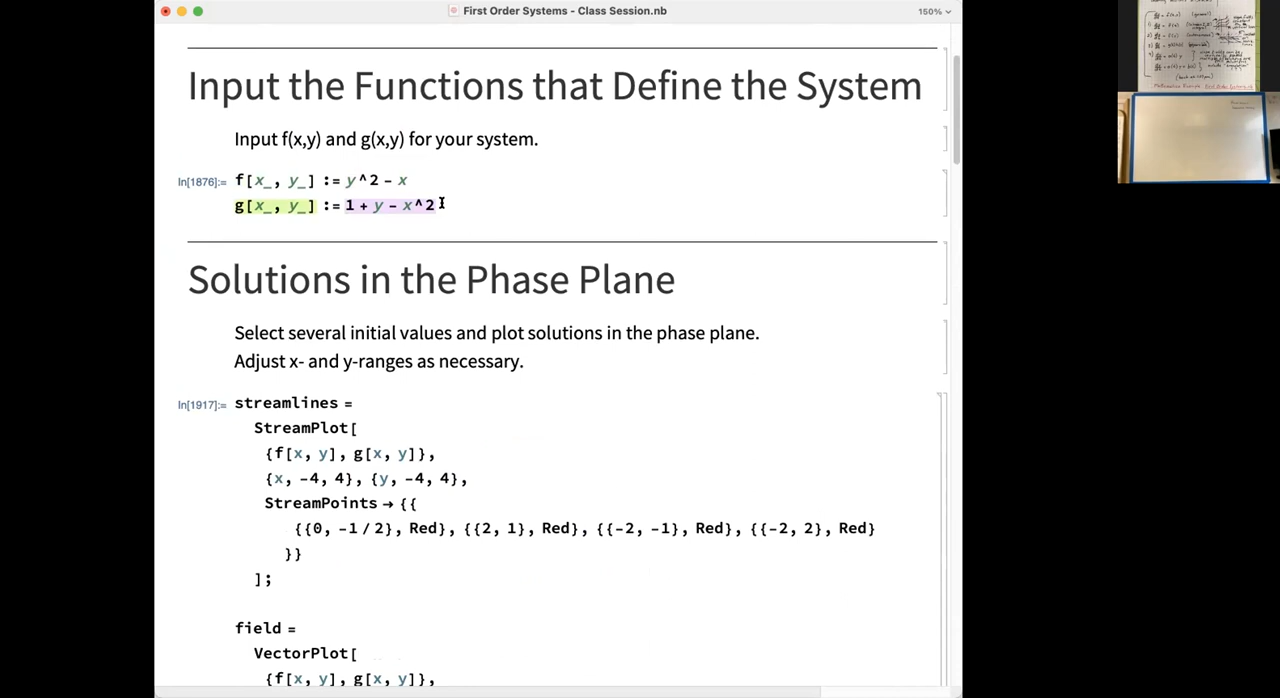 First Order Systems - Class Session.nb
150%
Input the Functions that Define the System
Input f(x,y) and g(x,y) for your system.
In[1876]:= f[x_, y_] := y^2 - x
g[x_, y_] := 1 + y - x^2
Solutions in the Phase Plane
Select several initial values and plot solutions in the phase plane.
Adjust x- and y-ranges as necessary.
In[1917]:= streamlines =
StreamPlot[
{f[x, y], g[x, y]},
{x, -4, 4}, {y, -4, 4},
StreamPoints → {{
{{0, -1/2}, Red}, {{2, 1}, Red}, {{-2, -1}, Red}, {{-2, 2}, Red}
}}
];
field =
VectorPlot[
{f[x, y], g[x, y]},